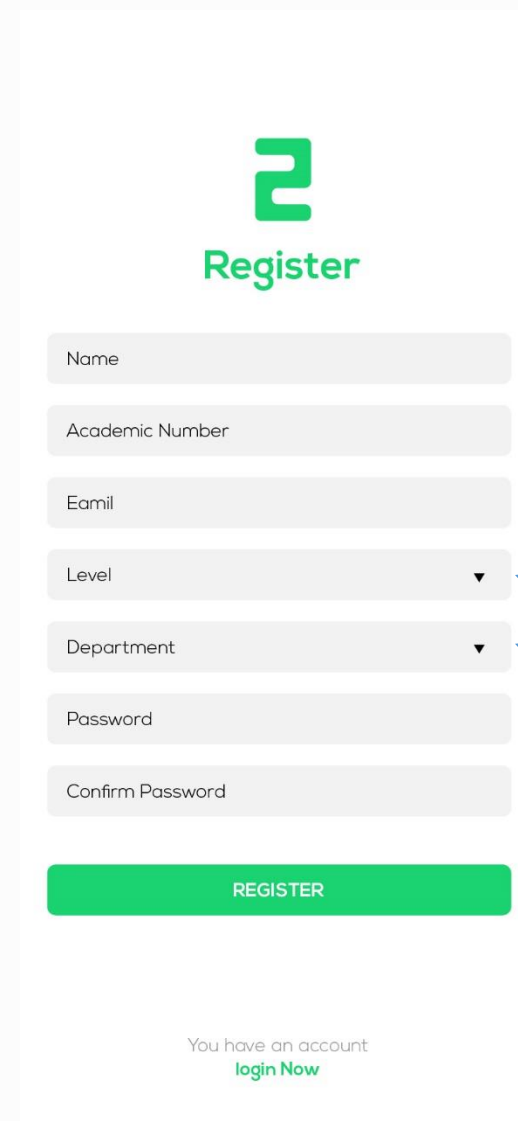 Register
Name
Academic Number
Eamil
Level
Department
Password
Confirm Password
REGISTER
You have an account
login Now